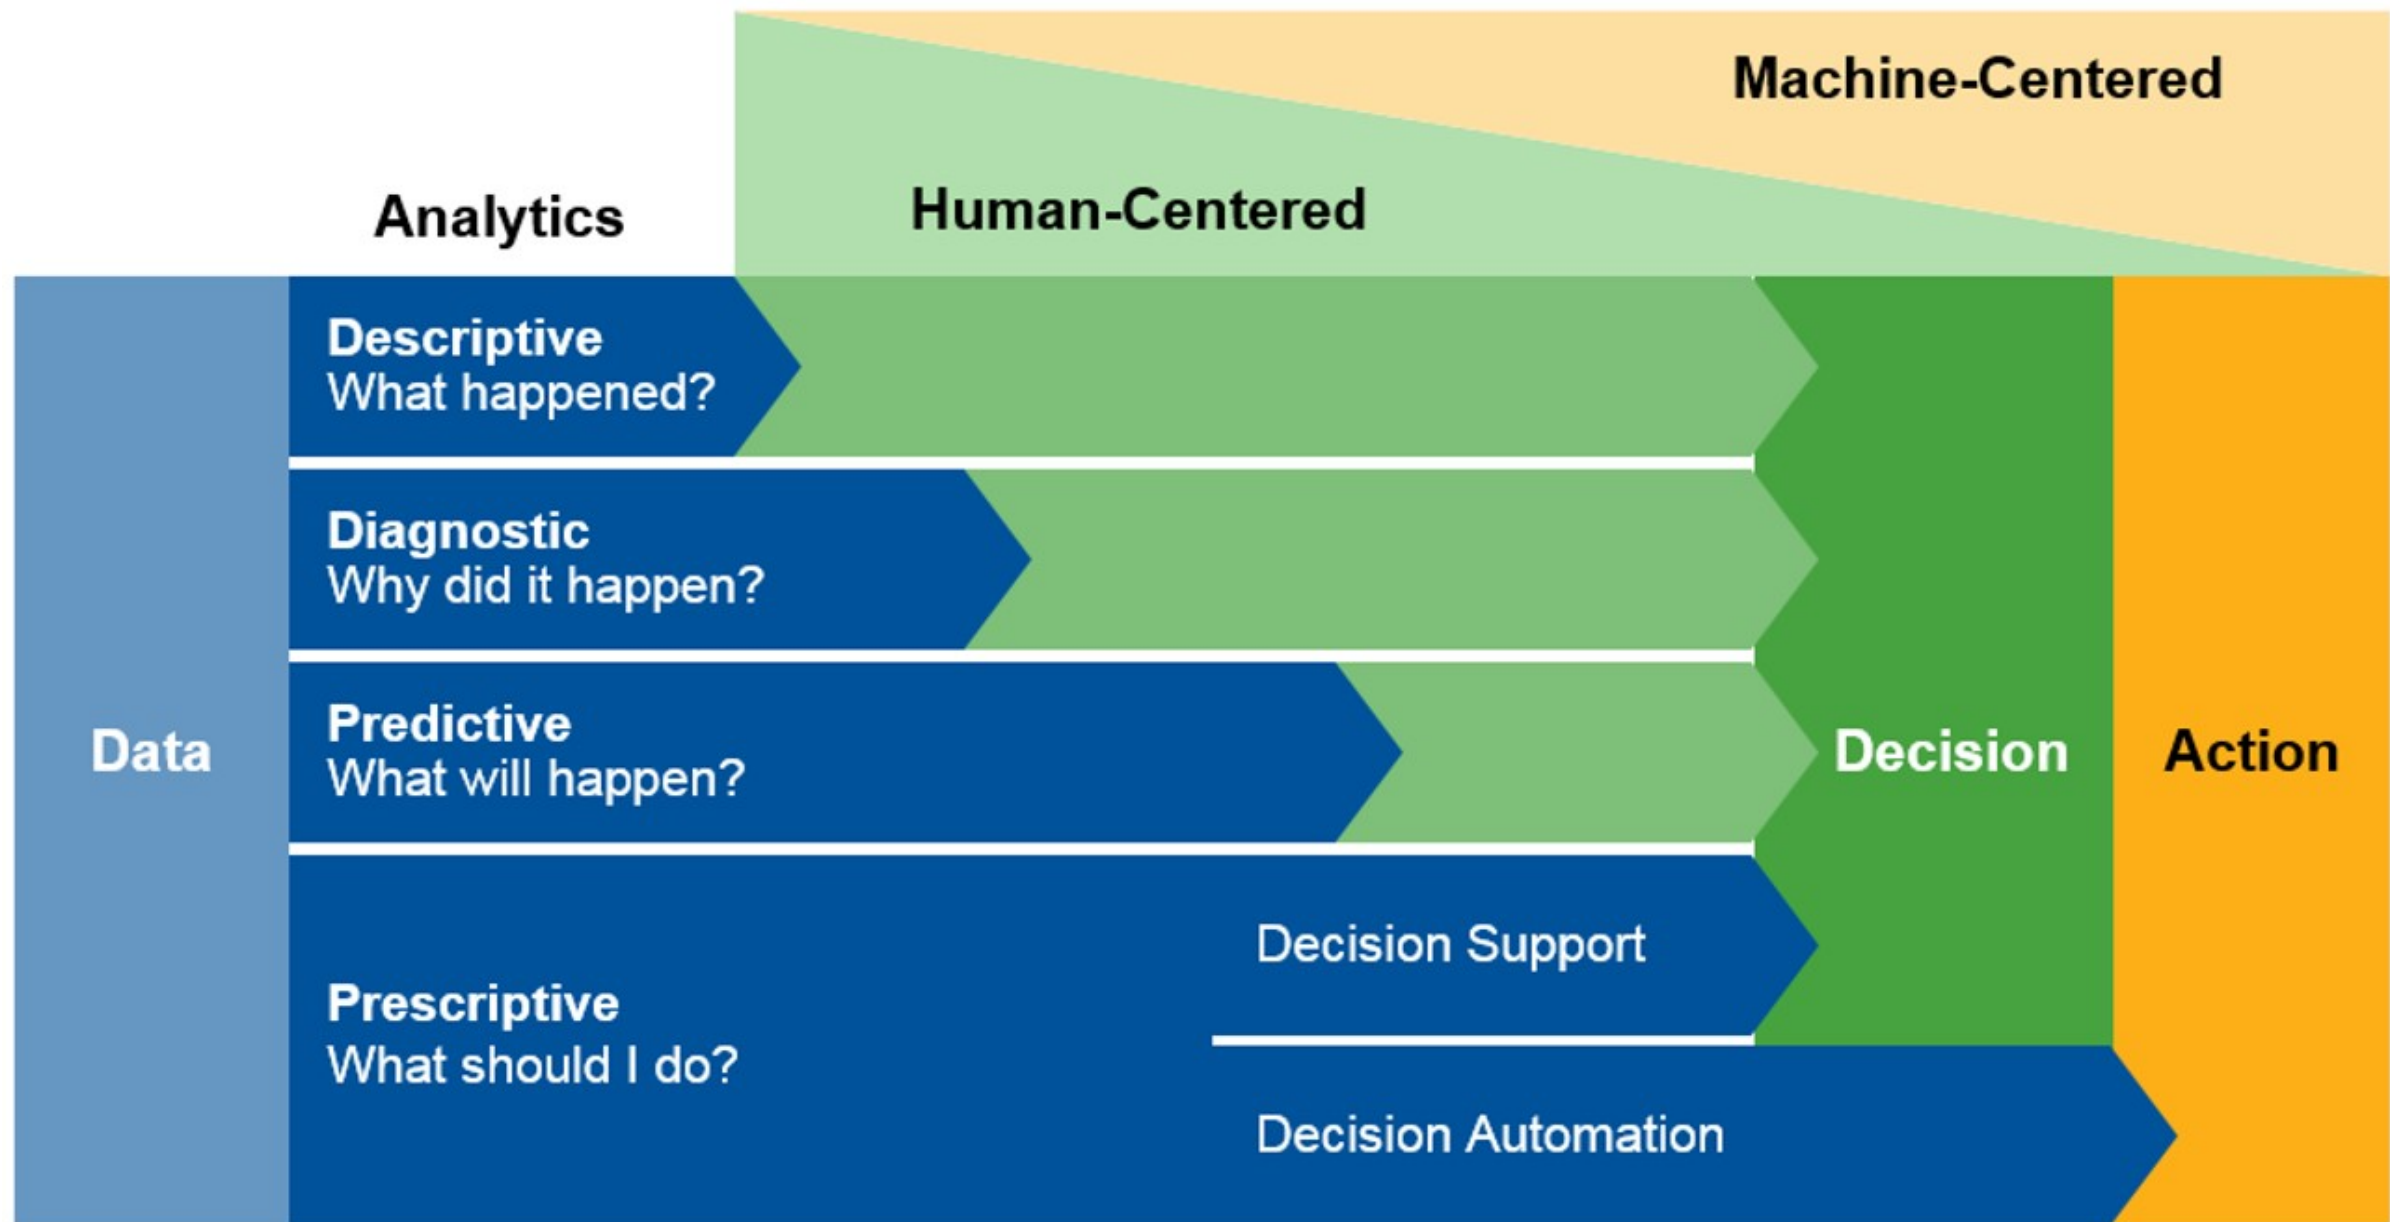 Machine-Centered
Human-Centered
Analytics
Descriptive
What happened?
Diagnostic
Why did it happen?
Predictive
What will happen?
Data
Decision
Action
Decision Support
Prescriptive
What should I do?
Decision Automation